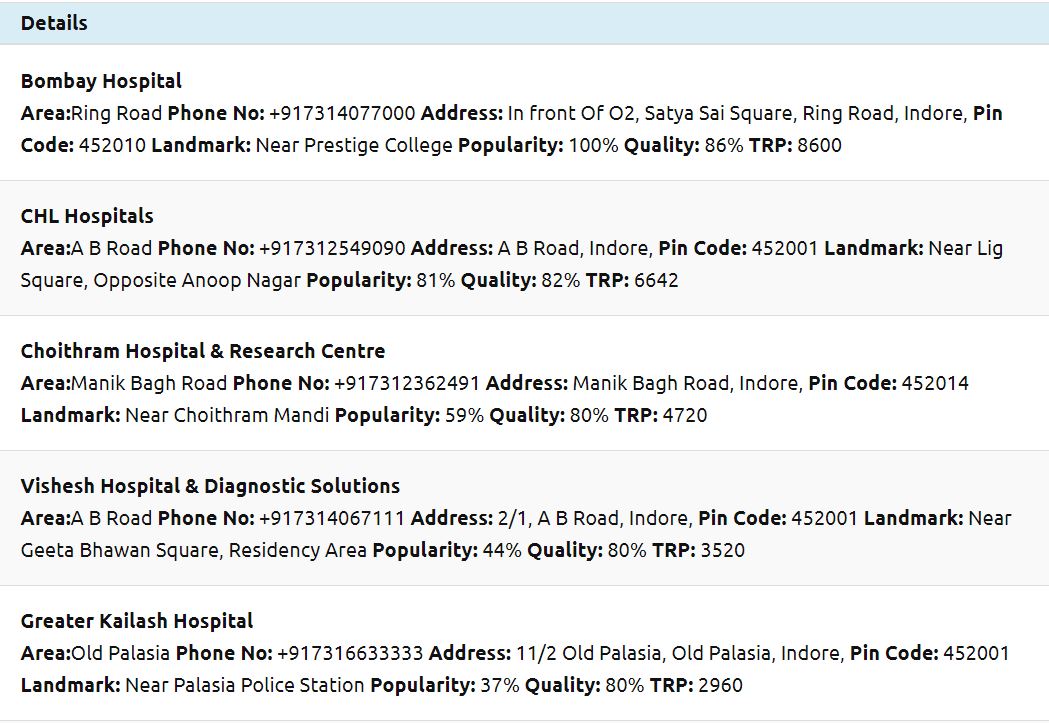 Details
Bombay Hospital
Area:Ring Road Phone No: +917314077000 Address: In front Of O2, Satya Sai Square, Ring Road, Indore, Pin
Code: 452010 Landmark: Near Prestige College Popularity: 100% Quality: 86% TRP: 8600
CHL Hospitals
Area:A B Road Phone No: +917312549090 Address: A B Road, Indore, Pin Code: 452001 Landmark: Near Lig
Square, Opposite Anoop Nagar Popularity: 81% Quality: 82% TRP: 6642
Choithram Hospital & Research Centre
Area:Manik Bagh Road Phone No: +917312362491 Address: Manik Bagh Road, Indore, Pin Code: 452014
Landmark: Near Choithram Mandi Popularity: 59% Quality: 80% TRP: 4720
Vishesh Hospital & Diagnostic Solutions
Area:A B Road Phone No: +917314067111 Address: 2/1, A B Road, Indore, Pin Code: 452001 Landmark: Near
Geeta Bhawan Square, Residency Area Popularity: 44% Quality: 80% TRP: 3520
Greater Kailash Hospital
Area:Old Palasia Phone No: +917316633333 Address: 11/2 Old Palasia, Old Palasia, Indore, Pin Code: 452001
Landmark: Near Palasia Police Station Popularity: 37% Quality: 80% TRP: 2960